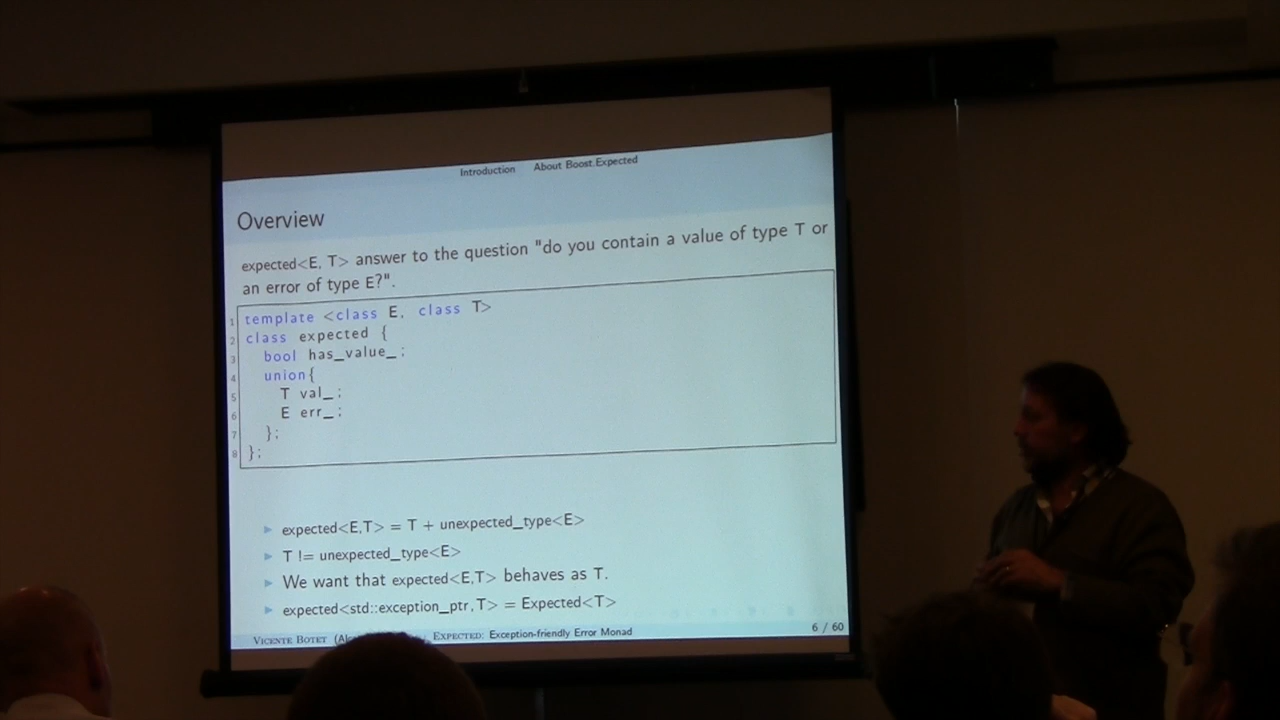 Introduction About Boost.Expected
Overview
expected<E, T> answer to the question "do you contain a value of type T or
an error of type E?".
1 template <class E, class T>
2 class expected {
3 bool has_value_;
4 union{
5 T val_;
6 E err_;
7 };
8 };
expected<E,T> = T + unexpected_type<E>
T != unexpected_type<E>
We want that expected<E,T> behaves as T.
expected<std::exception_ptr,T> = Expected<T>
Vicente Botet Expected: Exception-friendly Error Monad 6 / 60